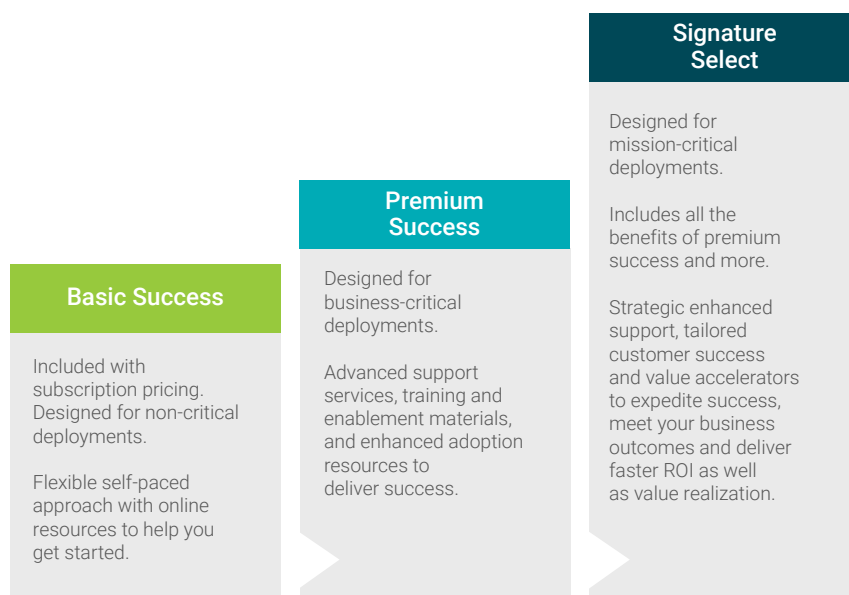 Basic Success
Included with
subscription pricing.
Designed for non-critical
deployments.
Flexible self-paced
approach with online
resources to help you
get started.
Premium
Success
Designed for
business-critical
deployments.
Advanced support
services, training and
enablement materials,
and enhanced adoption
resources to
deliver success.
Signature
Select
Designed for
mission-critical
deployments.
Includes all the
benefits of premium
success and more.
Strategic enhanced
support, tailored
customer success
and value accelerators
to expedite success,
meet your business
outcomes and deliver
faster ROI as well
as value realization.